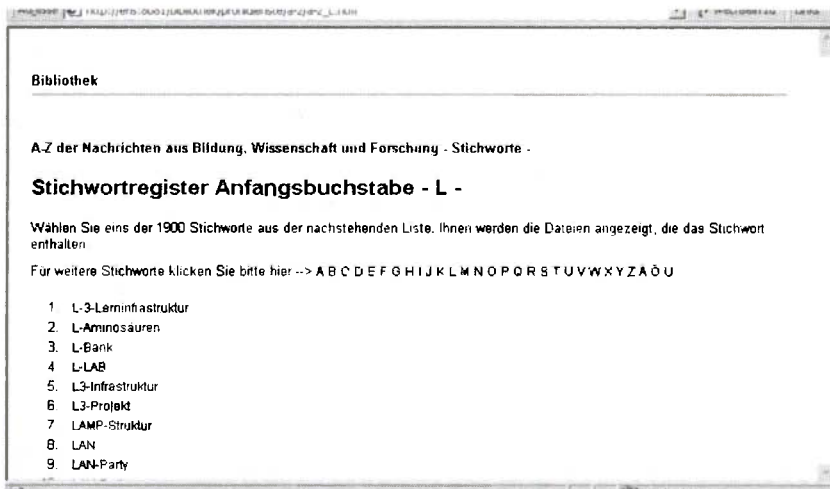 Bibliothek
A-Z der Nachrichten aus Bildung, Wissenschaft und Forschung - Stichworte -
Stichwortregister Anfangsbuchstabe - L -
Wählen Sie eins der 1900 Stichworte aus der nachstehenden Liste. Ihnen werden die Dateien angezeigt, die das Stichwort
enthalten
Für weitere Stichworte klicken Sie bitte hier --> A B C D E F G H I J K L M N O P Q R S T U V W X Y Z Ä Ö Ü
1. L-3-Lerninfrastruktur
2. L-Aminosäuren
3. L-Bank
4 L-LAB
5. L3-Infrastruktur
6. L3-Projekt
7 LAMP-Struktur
8. LAN
9. LAN-Party